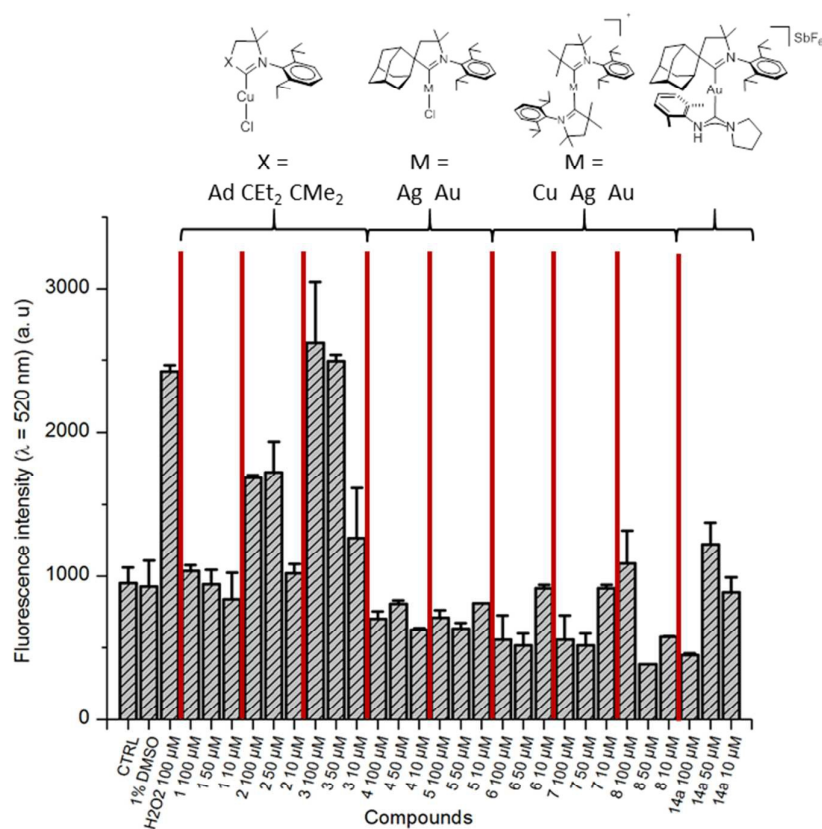 X
N
Cu
Cl
N
M
Cl
N
M
N
+
SbF6
N
Au
N
H
N
X =
Ad CEt2 CMe2
M =
Ag Au
M =
Cu Ag Au
3000
2000
1000
0
Fluorescence intensity (λ = 520 nm) (a. u)
CTRL
1% DMSO
H2O2 100 µM
1 100 µM
1 50 µM
1 10 µM
2 100 µM
2 50 µM
2 10 µM
3 100 µM
3 50 µM
3 10 µM
4 100 µM
4 50 µM
4 10 µM
5 100 µM
5 50 µM
5 10 µM
6 100 µM
6 50 µM
6 10 µM
7 100 µM
7 50 µM
7 10 µM
8 100 µM
8 50 µM
8 10 µM
14a 100 µM
14a 50 µM
14a 10 µM
Compounds